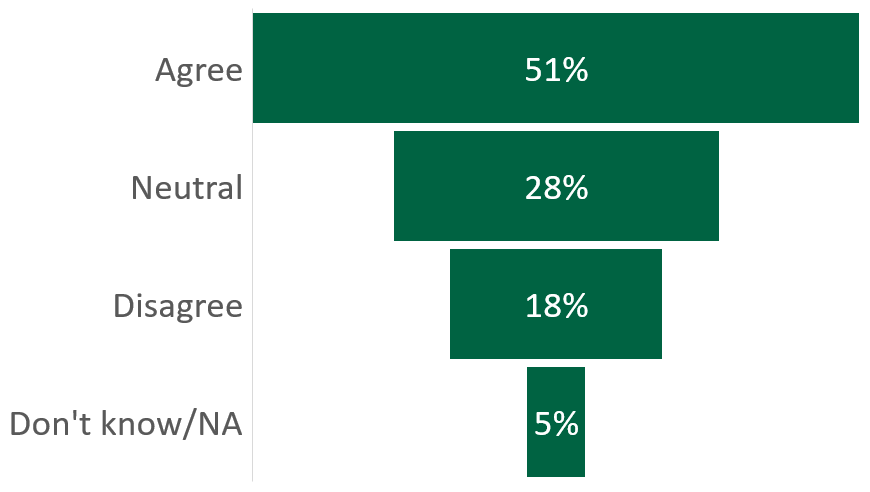 Agree 51%
Neutral 28%
Disagree 18%
Don't know/NA 5%